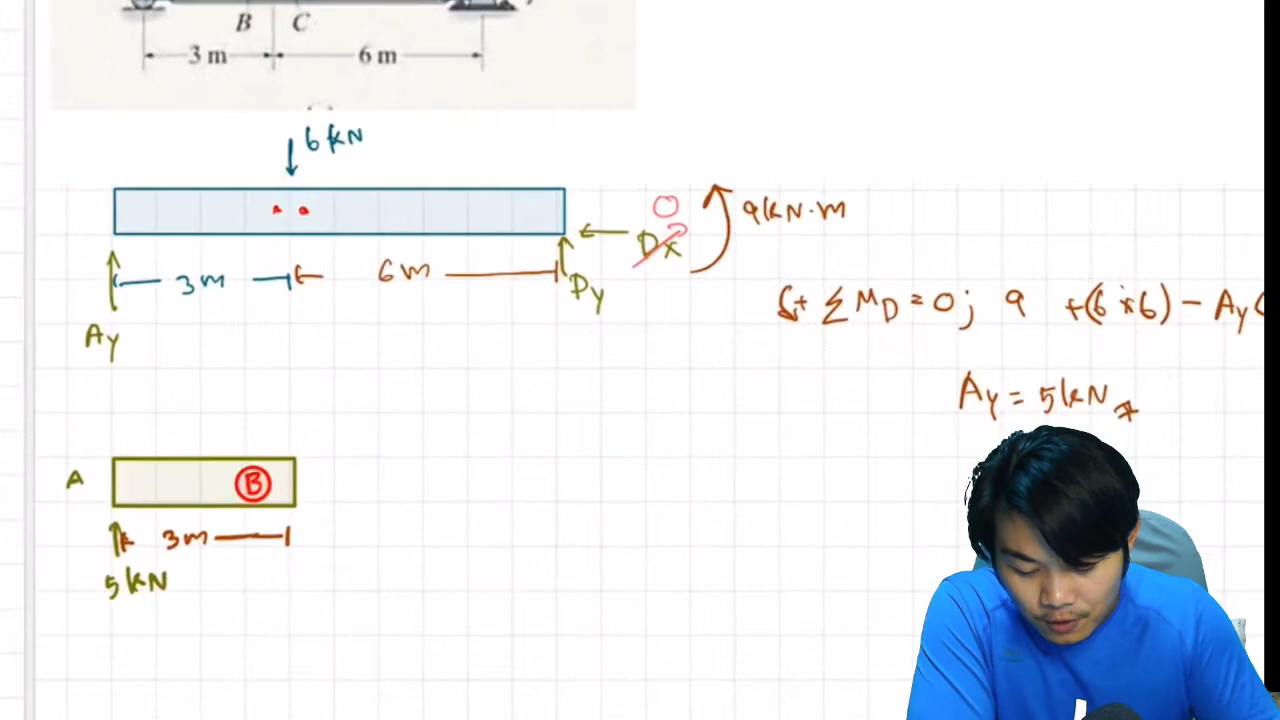 B C
3 m 6 m
6 kN
O
9 kN·m
Dx
3 m 6 m
Dy
Ay
↺+ ΣM_D = 0; 9 +(6×6) - Ay(
Ay = 5 kN *
A B
3 m
5 kN